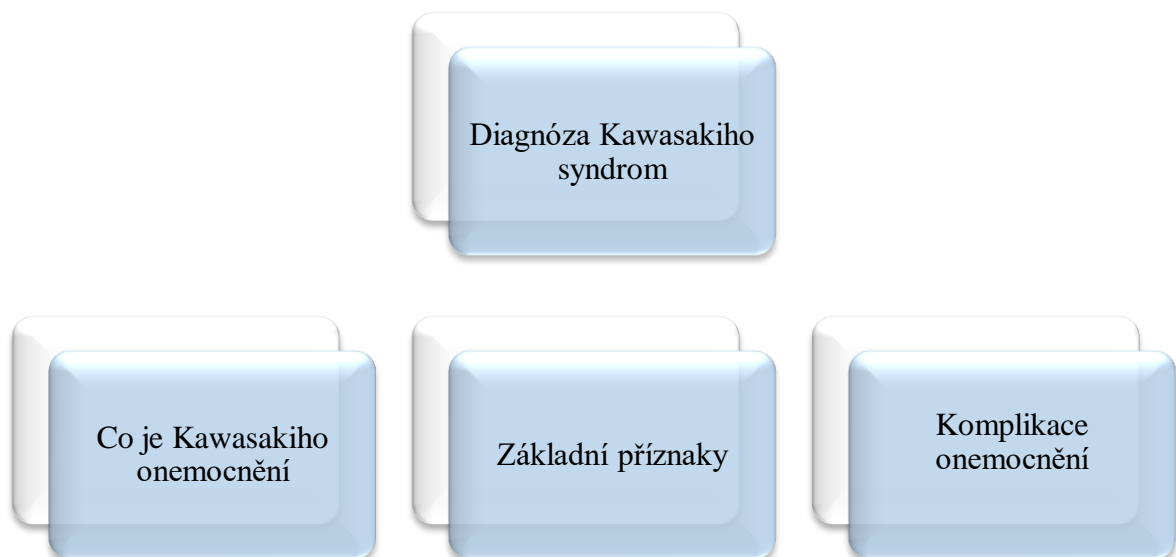 Diagnóza Kawasakiho
syndrom
Co je Kawasakiho
onemocnění
Základní příznaky
Komplikace
onemocnění